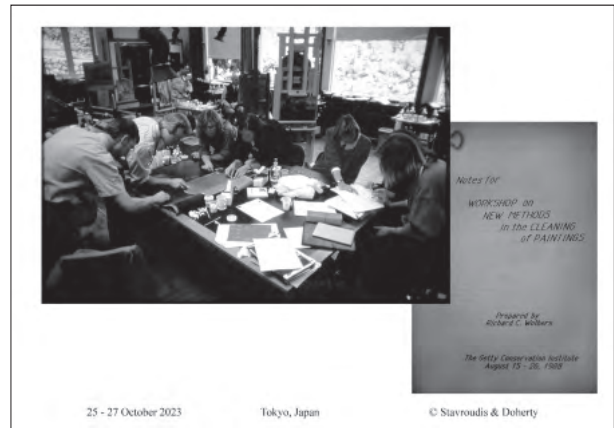 Notes for
WORKSHOP on
NEW METHODS
in the CLEANING
of PAINTINGS
Prepared by
Richard C. Wolbers
The Getty Conservation Institute
August 15 - 26, 1988
25 - 27 October 2023 Tokyo, Japan © Stavroudis & Doherty